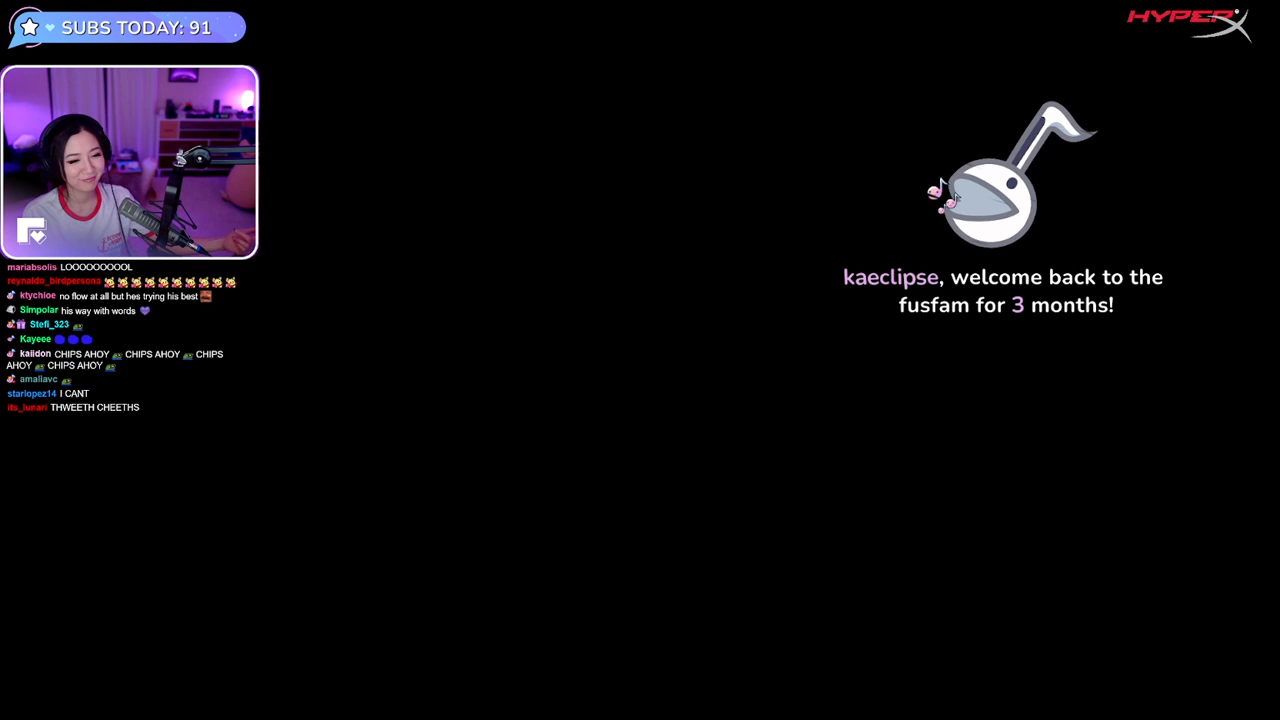 SUBS TODAY: 91
HYPERX
kaeclipse, welcome back to the
fusfam for 3 months!
mariabsolis LOOOOOOOOOL
reynaldo_birdpersona
ktychloe no flow at all but hes trying his best
Simpolar his way with words
Stefi_323
Kayeee
kaiidon CHIPS AHOY CHIPS AHOY CHIPS
AHOY CHIPS AHOY
amaliavc
starlopez14 I CANT
its_lunari THWEETH CHEETHS